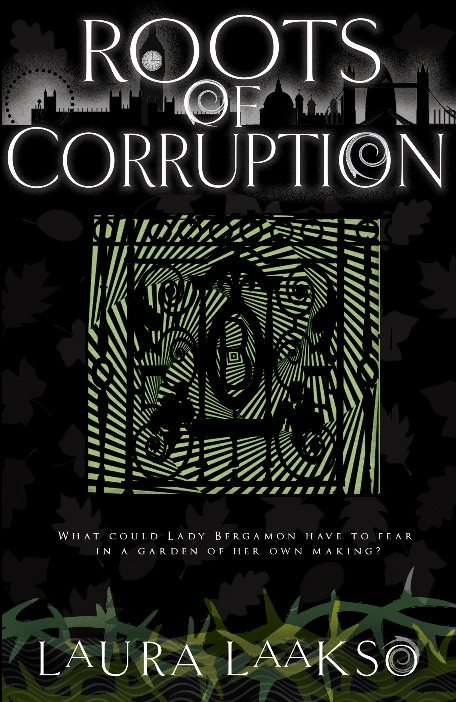 ROOTS
OF
CORRUPTION
WHAT COULD LADY BERGAMON HAVE TO FEAR
IN A GARDEN OF HER OWN MAKING?
LAURA LAAKSO